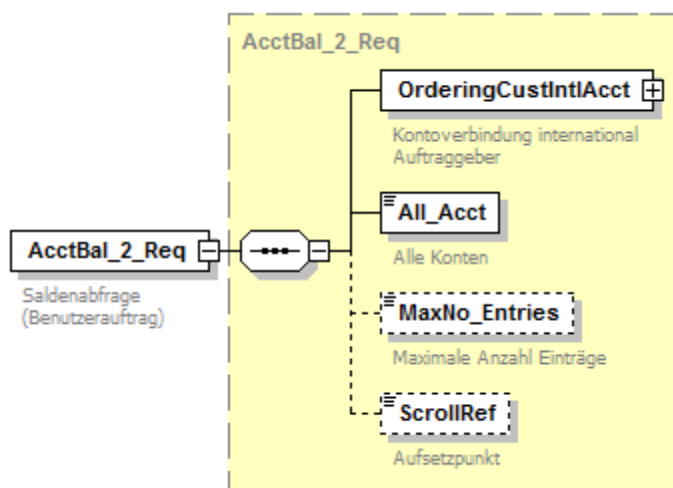 AcctBal_2_Req
OrderingCustIntlAcct
Kontoverbindung international
Auftraggeber
All_Acct
Alle Konten
AcctBal_2_Req
Saldenabfrage
(Benutzerauftrag)
MaxNo_Entries
Maximale Anzahl Einträge
ScrollRef
Aufsetzpunkt